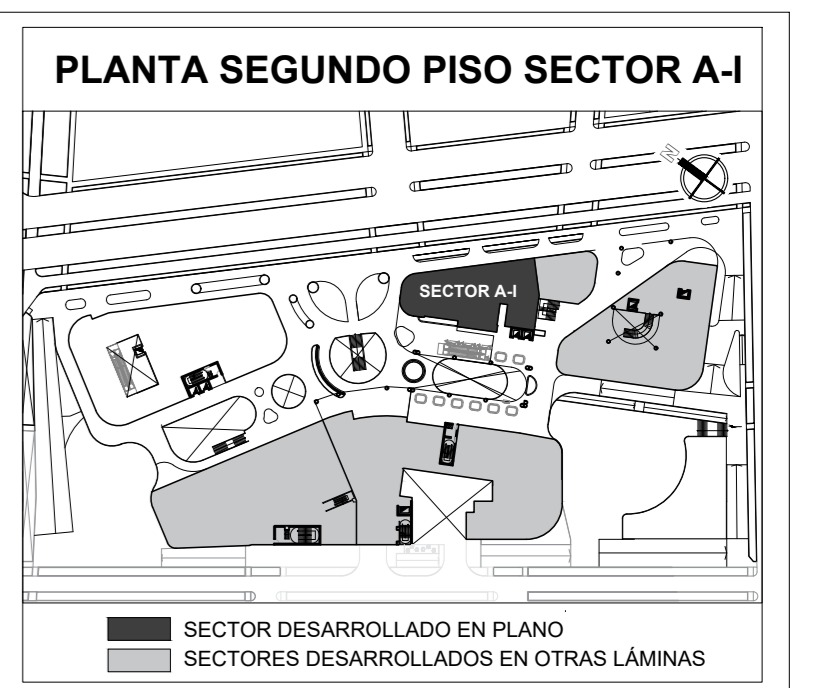 PLANTA SEGUNDO PISO SECTOR A-I
N
SECTOR A-I
SECTOR DESARROLLADO EN PLANO
SECTORES DESARROLLADOS EN OTRAS LÁMINAS